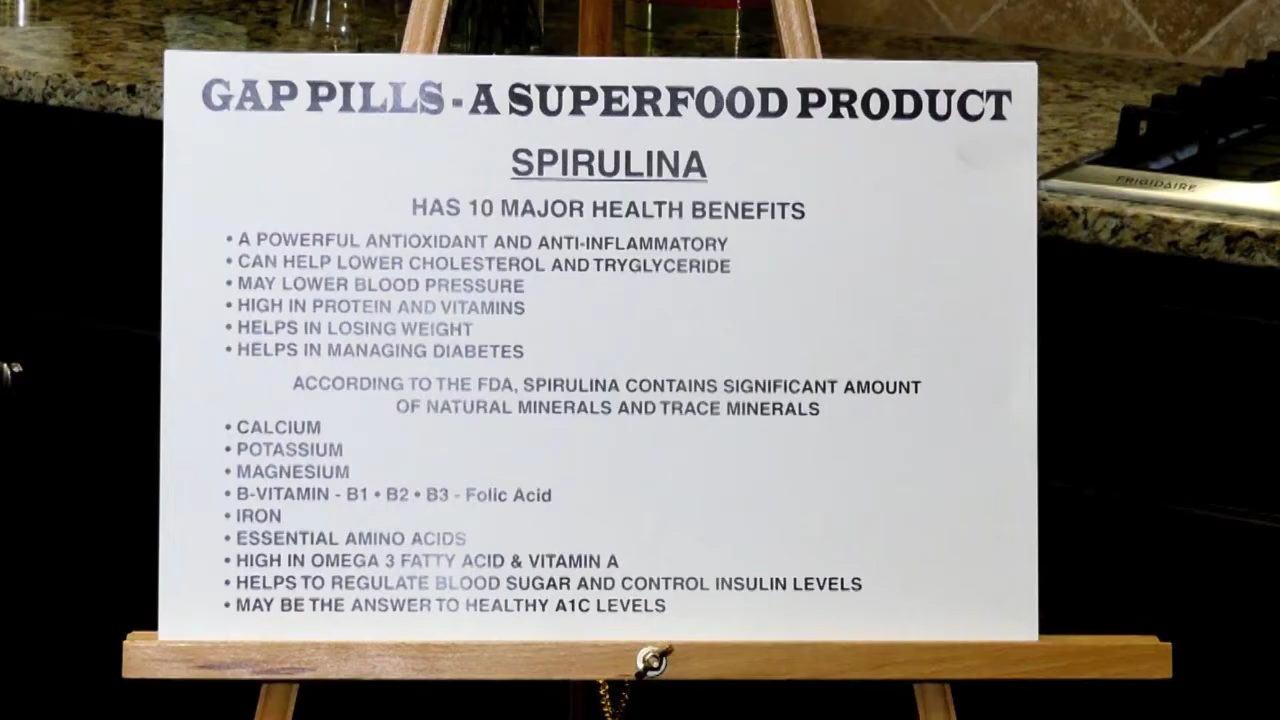 GAP PILLS - A SUPERFOOD PRODUCT
SPIRULINA
HAS 10 MAJOR HEALTH BENEFITS
• A POWERFUL ANTIOXIDANT AND ANTI-INFLAMMATORY
• CAN HELP LOWER CHOLESTEROL AND TRYGLYCERIDE
• MAY LOWER BLOOD PRESSURE
• HIGH IN PROTEIN AND VITAMINS
• HELPS IN LOSING WEIGHT
• HELPS IN MANAGING DIABETES
ACCORDING TO THE FDA, SPIRULINA CONTAINS SIGNIFICANT AMOUNT
OF NATURAL MINERALS AND TRACE MINERALS
• CALCIUM
• POTASSIUM
• MAGNESIUM
• B-VITAMIN - B1 • B2 • B3 - Folic Acid
• IRON
• ESSENTIAL AMINO ACIDS
• HIGH IN OMEGA 3 FATTY ACID & VITAMIN A
• HELPS TO REGULATE BLOOD SUGAR AND CONTROL INSULIN LEVELS
• MAY BE THE ANSWER TO HEALTHY A1C LEVELS
FRIGIDAIRE